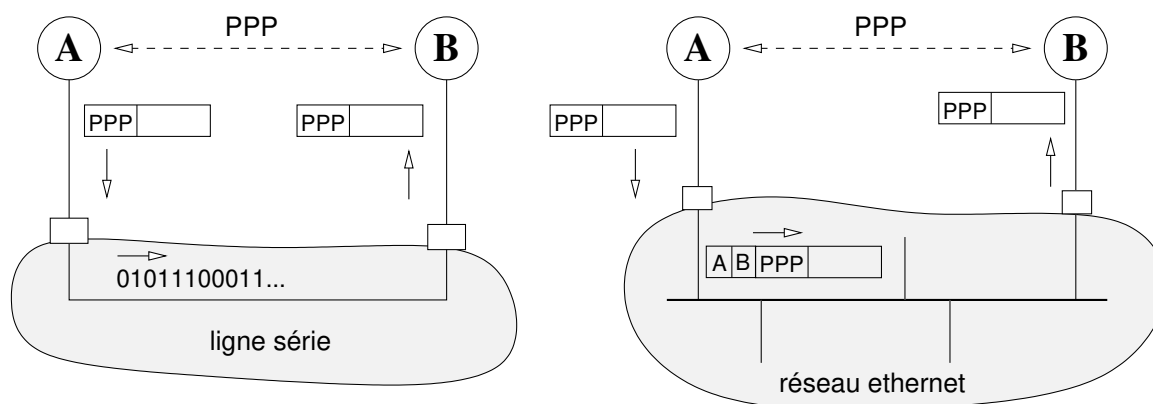 PPP
A B
PPP PPP
01011100011...
ligne série
PPP
A B
PPP PPP
A B PPP
réseau ethernet